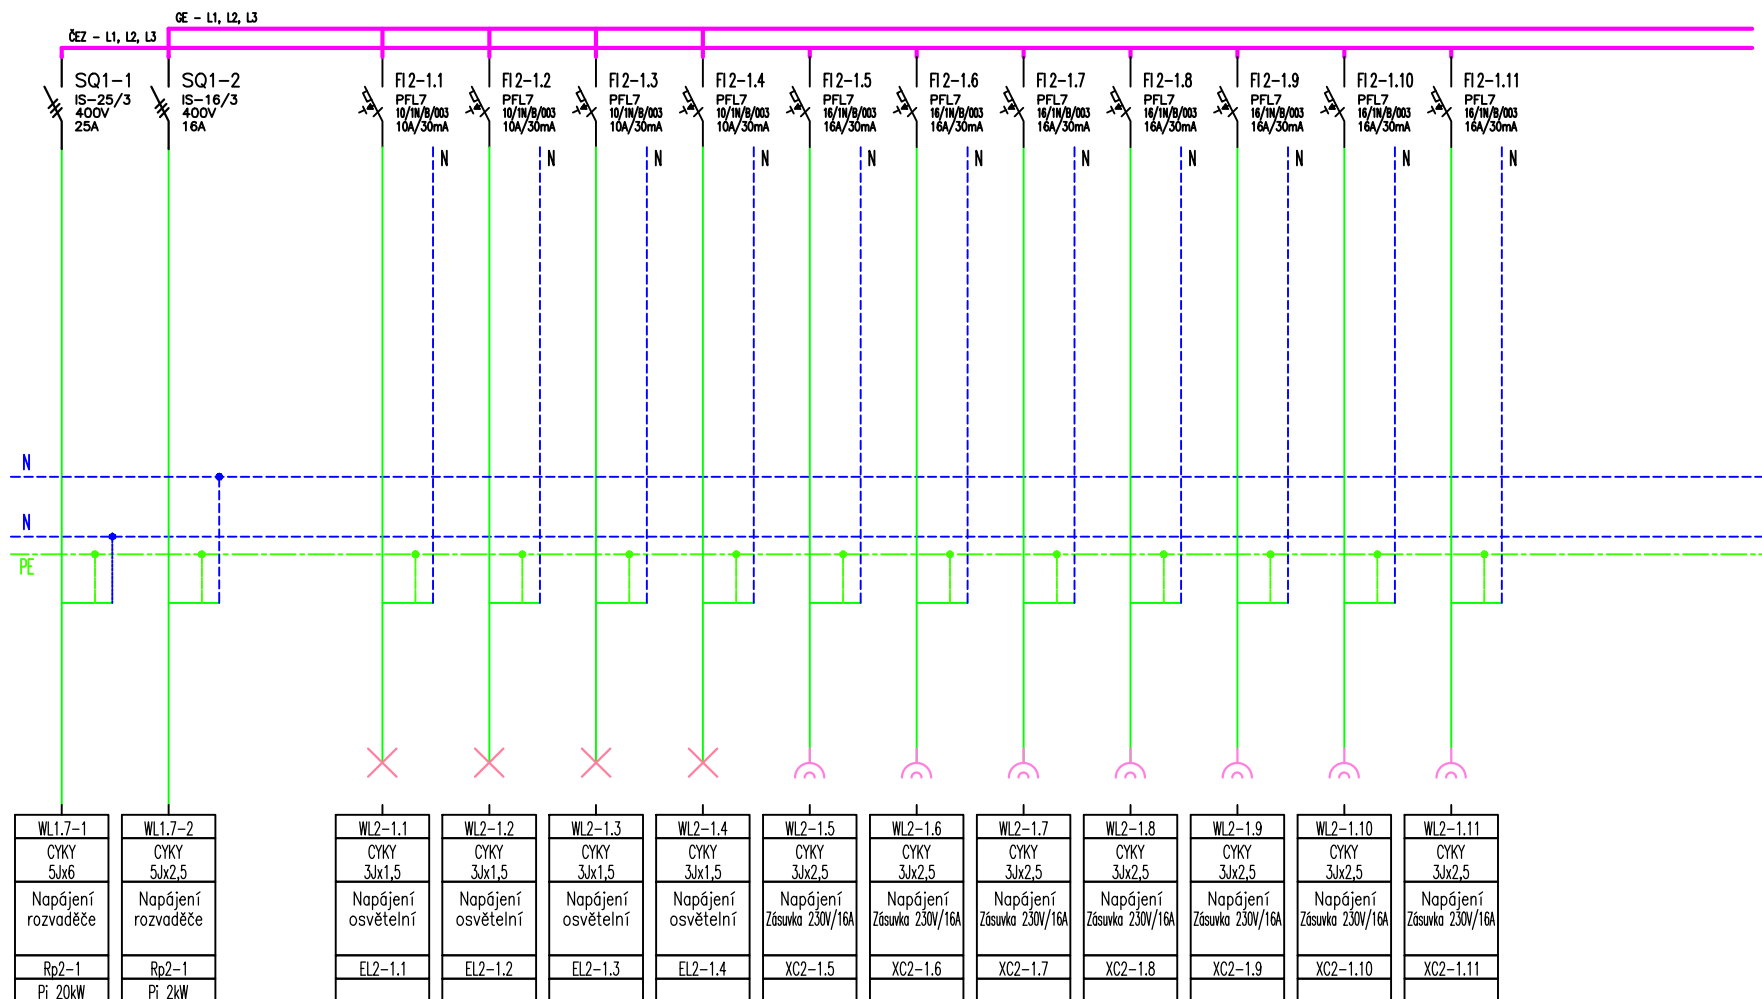 GE - L1, L2, L3
ČEZ - L1, L2, L3
SQ1-1
IS-25/3
400V
25A
SQ1-2
IS-16/3
400V
16A
FI2-1.1
PFL7
10/1N/B/003
10A/30mA
N
FI2-1.2
PFL7
10/1N/B/003
10A/30mA
N
FI2-1.3
PFL7
10/1N/B/003
10A/30mA
N
FI2-1.4
PFL7
10/1N/B/003
10A/30mA
N
FI2-1.5
PFL7
16/1N/B/003
16A/30mA
N
FI2-1.6
PFL7
16/1N/B/003
16A/30mA
N
FI2-1.7
PFL7
16/1N/B/003
16A/30mA
N
FI2-1.8
PFL7
16/1N/B/003
16A/30mA
N
FI2-1.9
PFL7
16/1N/B/003
16A/30mA
N
FI2-1.10
PFL7
16/1N/B/003
16A/30mA
N
FI2-1.11
PFL7
16/1N/B/003
16A/30mA
N
N
N
PE
WL1.7-1
CYKY
5Jx6
Napájení
rozvaděče
Rp2-1
Pi 20kW
WL1.7-2
CYKY
5Jx2,5
Napájení
rozvaděče
Rp2-1
Pi 2kW
WL2-1.1
CYKY
3Jx1,5
Napájení
osvětelní
EL2-1.1
WL2-1.2
CYKY
3Jx1,5
Napájení
osvětelní
EL2-1.2
WL2-1.3
CYKY
3Jx1,5
Napájení
osvětelní
EL2-1.3
WL2-1.4
CYKY
3Jx1,5
Napájení
osvětelní
EL2-1.4
WL2-1.5
CYKY
3Jx2,5
Napájení
Zásuvka 230V/16A
XC2-1.5
WL2-1.6
CYKY
3Jx2,5
Napájení
Zásuvka 230V/16A
XC2-1.6
WL2-1.7
CYKY
3Jx2,5
Napájení
Zásuvka 230V/16A
XC2-1.7
WL2-1.8
CYKY
3Jx2,5
Napájení
Zásuvka 230V/16A
XC2-1.8
WL2-1.9
CYKY
3Jx2,5
Napájení
Zásuvka 230V/16A
XC2-1.9
WL2-1.10
CYKY
3Jx2,5
Napájení
Zásuvka 230V/16A
XC2-1.10
WL2-1.11
CYKY
3Jx2,5
Napájení
Zásuvka 230V/16A
XC2-1.11